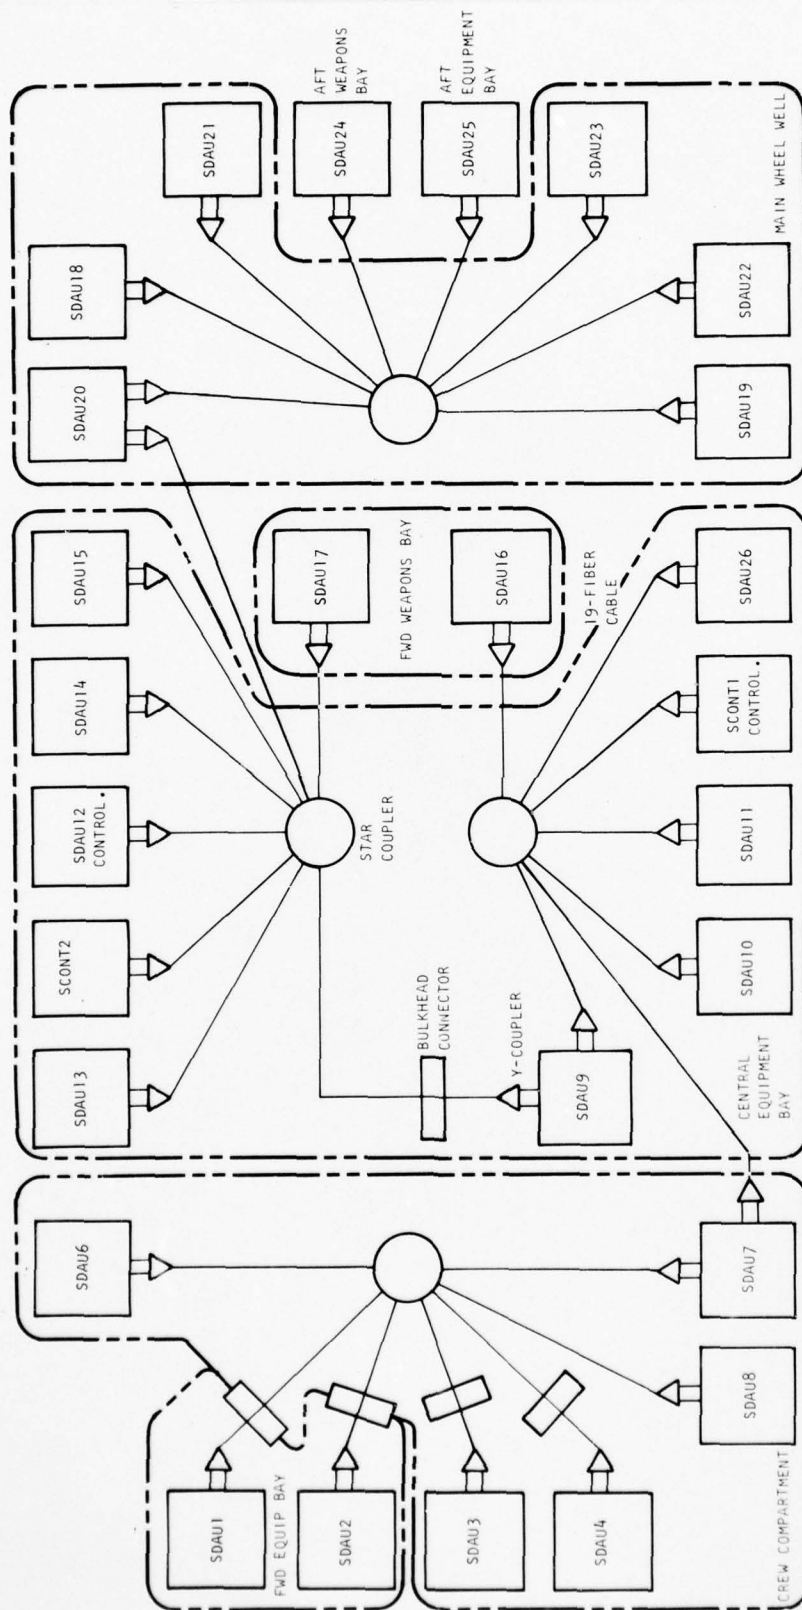 SDAU6
SDAU1
FWD EQUIP BAY
SDAU2
SDAU3
SDAU4
SDAU8
SDAU7
CREW COMPARTMENT
SDAU13
SCONT2
SDAU12
CONTROL.
SDAU14
SDAU15
STAR
COUPLER
BULKHEAD
CONNECTOR
Y-COUPLER
SDAU9
SDAU17
FWD WEAPONS BAY
SDAU16
19-FIBER
CABLE
CENTRAL
EQUIPMENT
BAY
SDAU10
SDAU11
SCONT1
CONTROL.
SDAU26
SDAU20
SDAU18
SDAU21
AFT
WEAPONS
BAY
SDAU24
AFT
EQUIPMENT
BAY
SDAU25
SDAU23
SDAU19
SDAU22
MAIN WHEEL WELL